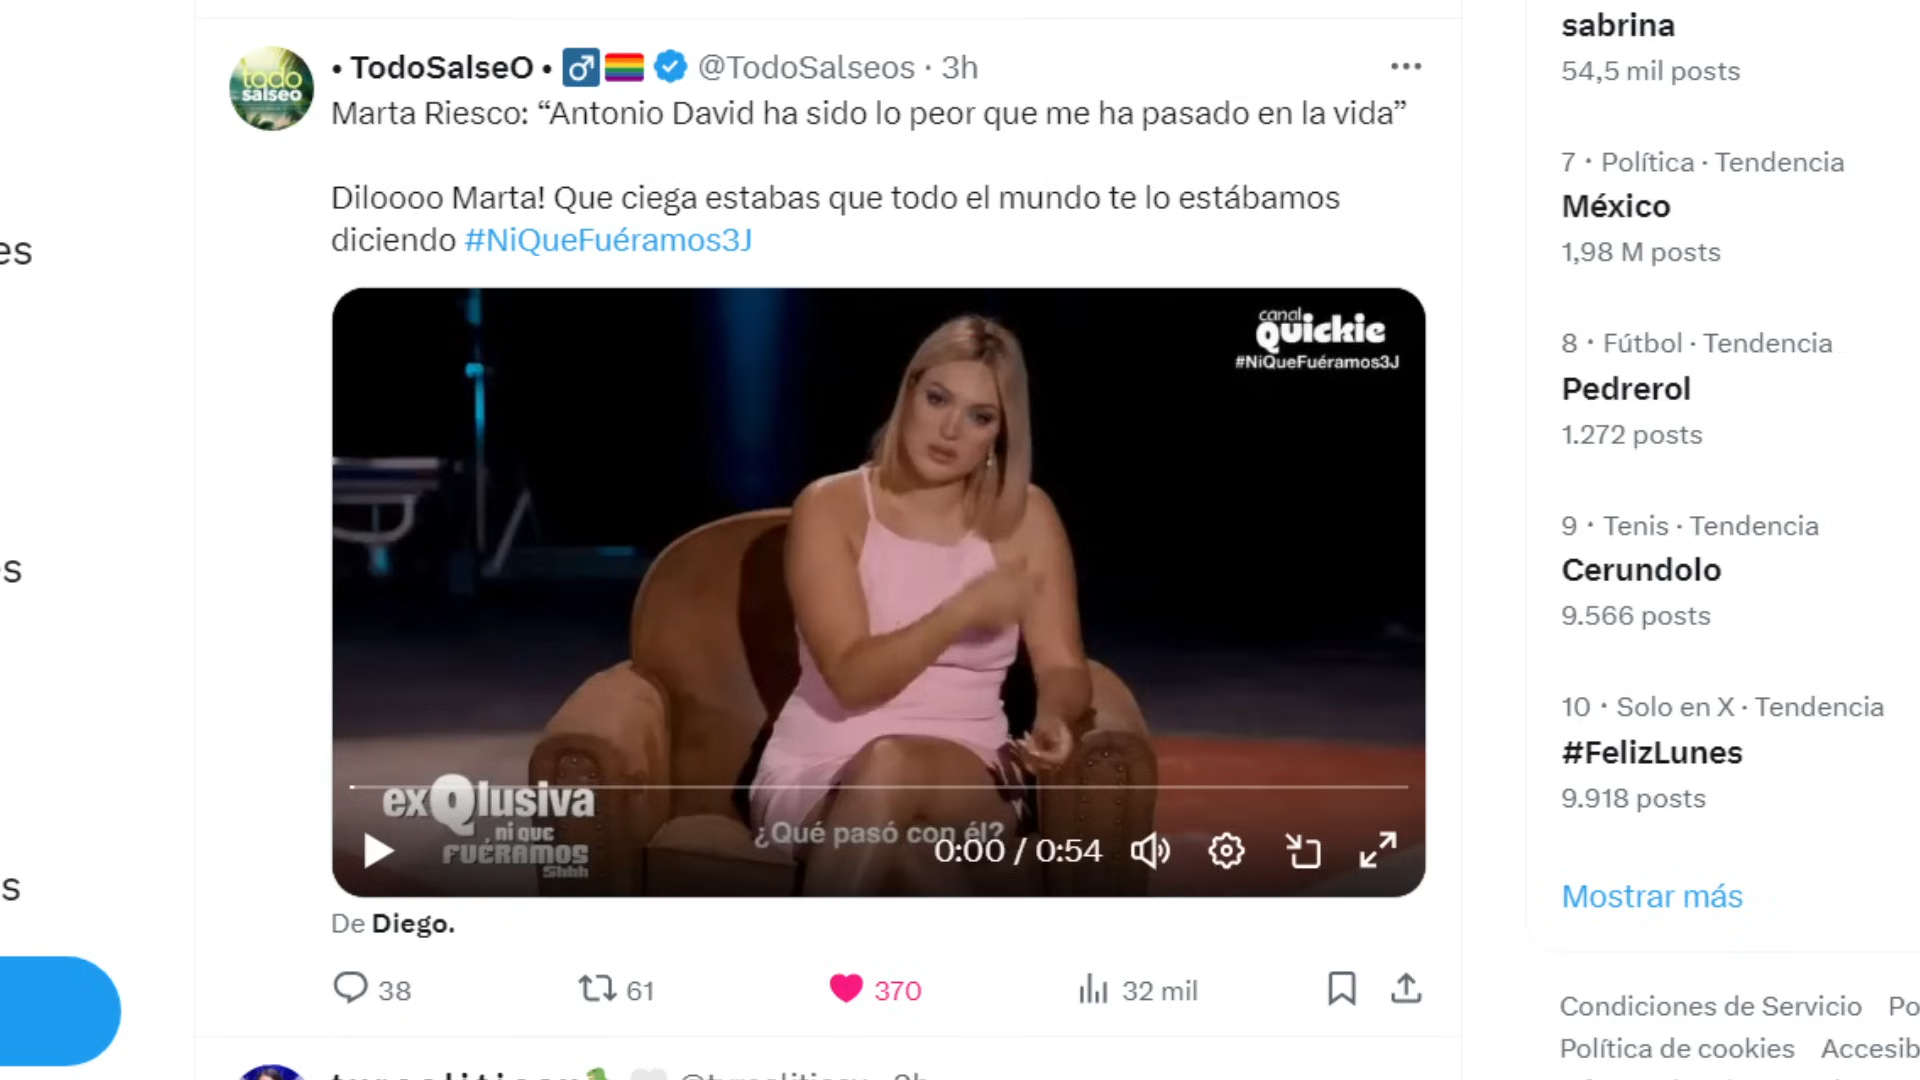 • TodoSalseO • @TodoSalseos · 3h
Marta Riesco: “Antonio David ha sido lo peor que me ha pasado en la vida”
Diloooo Marta! Que ciega estabas que todo el mundo te lo estábamos
diciendo #NiQueFuéramos3J
todo
salseo
canal
quickie
#NiQueFuéramos3J
exQlusiva
ni que
FUÉRAMOS
Shhh
¿Qué pasó con él?
0:00 / 0:54
De Diego.
38
61
370
32 mil
es
s
s
sabrina
54,5 mil posts
7 · Política · Tendencia
México
1,98 M posts
8 · Fútbol · Tendencia
Pedrerol
1.272 posts
9 · Tenis · Tendencia
Cerundolo
9.566 posts
10 · Solo en X · Tendencia
#FelizLunes
9.918 posts
Mostrar más
Condiciones de Servicio Po
Política de cookies Accesib